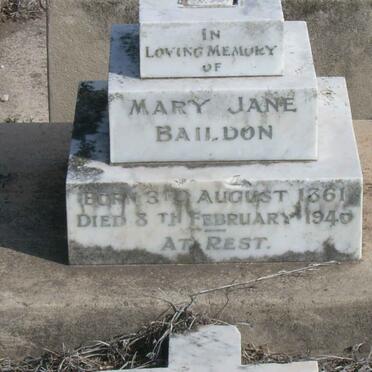 IN
LOVING MEMORY
OF
MARY JANE
BAILDON
BORN 3RD AUGUST 1861
DIED 8TH FEBRUARY 1940
AT REST.